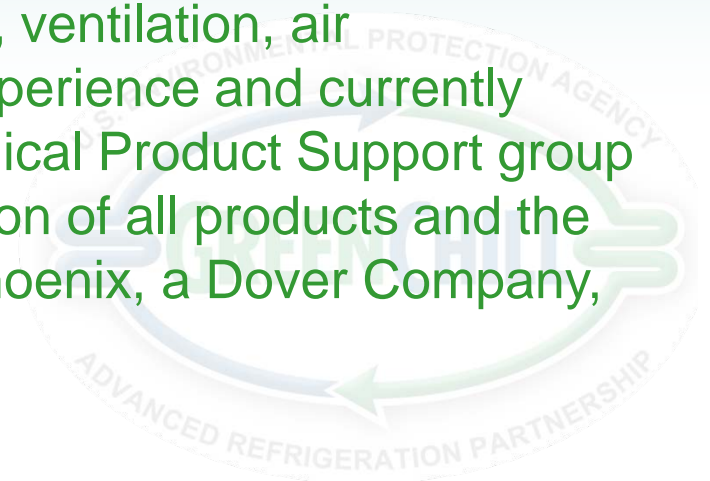 , ventilation, air
perience and currently
ical Product Support group
on of all products and the
hoenix, a Dover Company,
U.S. ENVIRONMENTAL PROTECTION AGENCY
GREENCHILL
ADVANCED REFRIGERATION PARTNERSHIP